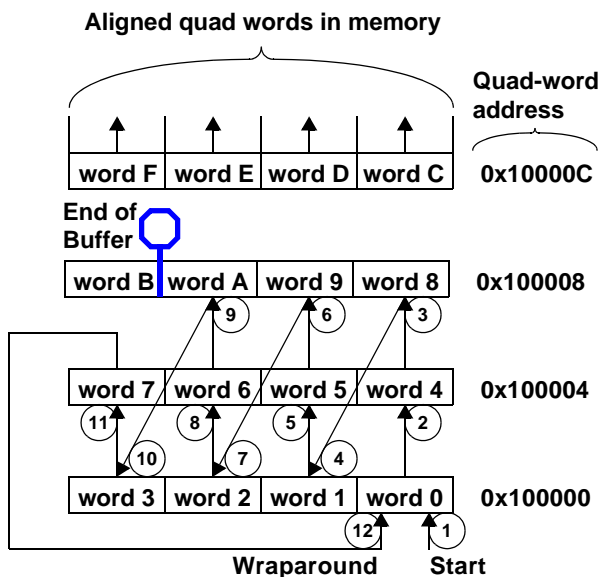 Aligned quad words in memory
Quad-word
address
word F word E word D word C 0x10000C
End of
Buffer
word B word A word 9 word 8 0x100008
9 6 3
word 7 word 6 word 5 word 4 0x100004
11 8 5 2
10 7 4
word 3 word 2 word 1 word 0 0x100000
12 1
Wraparound Start